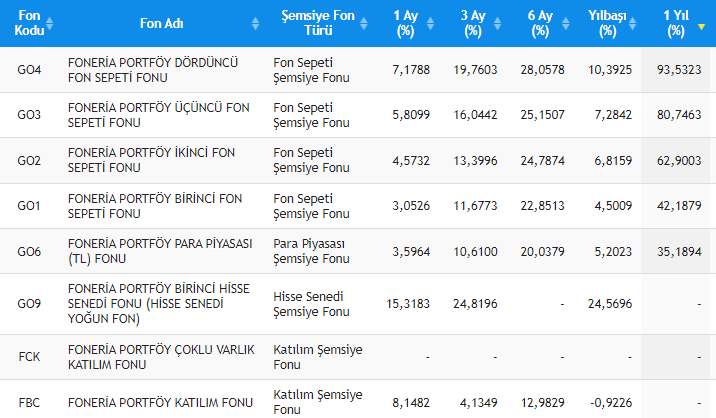 Fon Kodu Fon Adı Şemsiye Fon Türü 1 Ay (%) 3 Ay (%) 6 Ay (%) Yılbaşı (%) 1 Yıl (%)
GO4 FONERİA PORTFÖY DÖRDÜNCÜ FON SEPETİ FONU Fon Sepeti Şemsiye Fonu 7,1788 19,7603 28,0578 10,3925 93,5323
GO3 FONERİA PORTFÖY ÜÇÜNCÜ FON SEPETİ FONU Fon Sepeti Şemsiye Fonu 5,8099 16,0442 25,1507 7,2842 80,7463
GO2 FONERİA PORTFÖY İKİNCİ FON SEPETİ FONU Fon Sepeti Şemsiye Fonu 4,5732 13,3996 24,7874 6,8159 62,9003
GO1 FONERİA PORTFÖY BİRİNCİ FON SEPETİ FONU Fon Sepeti Şemsiye Fonu 3,0526 11,6773 22,8513 4,5009 42,1879
GO6 FONERİA PORTFÖY PARA PİYASASI (TL) FONU Para Piyasası Şemsiye Fonu 3,5964 10,6100 20,0379 5,2023 35,1894
GO9 FONERİA PORTFÖY BİRİNCİ HİSSE SENEDİ FONU (HİSSE SENEDİ YOĞUN FON) Hisse Senedi Şemsiye Fonu 15,3183 24,8196 - 24,5696 -
FCK FONERİA PORTFÖY ÇOKLU VARLIK KATILIM FONU Katılım Şemsiye Fonu - - - - -
FBC FONERİA PORTFÖY KATILIM FONU Katılım Şemsiye Fonu 8,1482 4,1349 12,9829 -0,9226 -